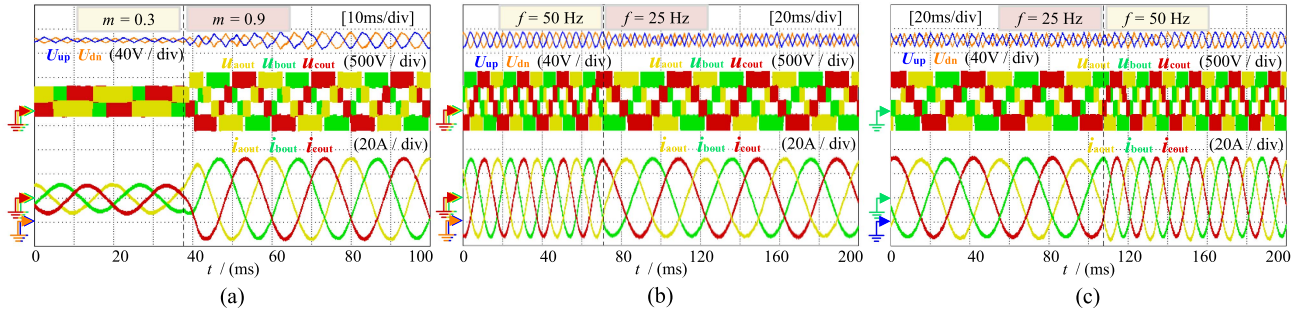 m = 0.3 m = 0.9 [10ms/div]
Uup Udn (40V / div) uaout ubout ucout (500V / div)
iaout ibout icout (20A / div)
0 20 40 60 80 100
t / (ms)
(a)
f = 50 Hz f = 25 Hz [20ms/div]
Uup Udn (40V / div) uaout ubout ucout (500V / div)
iaout ibout icout (20A / div)
0 40 80 120 160 200
t / (ms)
(b)
[20ms/div] f = 25 Hz f = 50 Hz
Uup Udn (40V / div) uaout ubout ucout (500V / div)
iaout ibout icout (20A / div)
0 40 80 120 160 200
t / (ms)
(c)